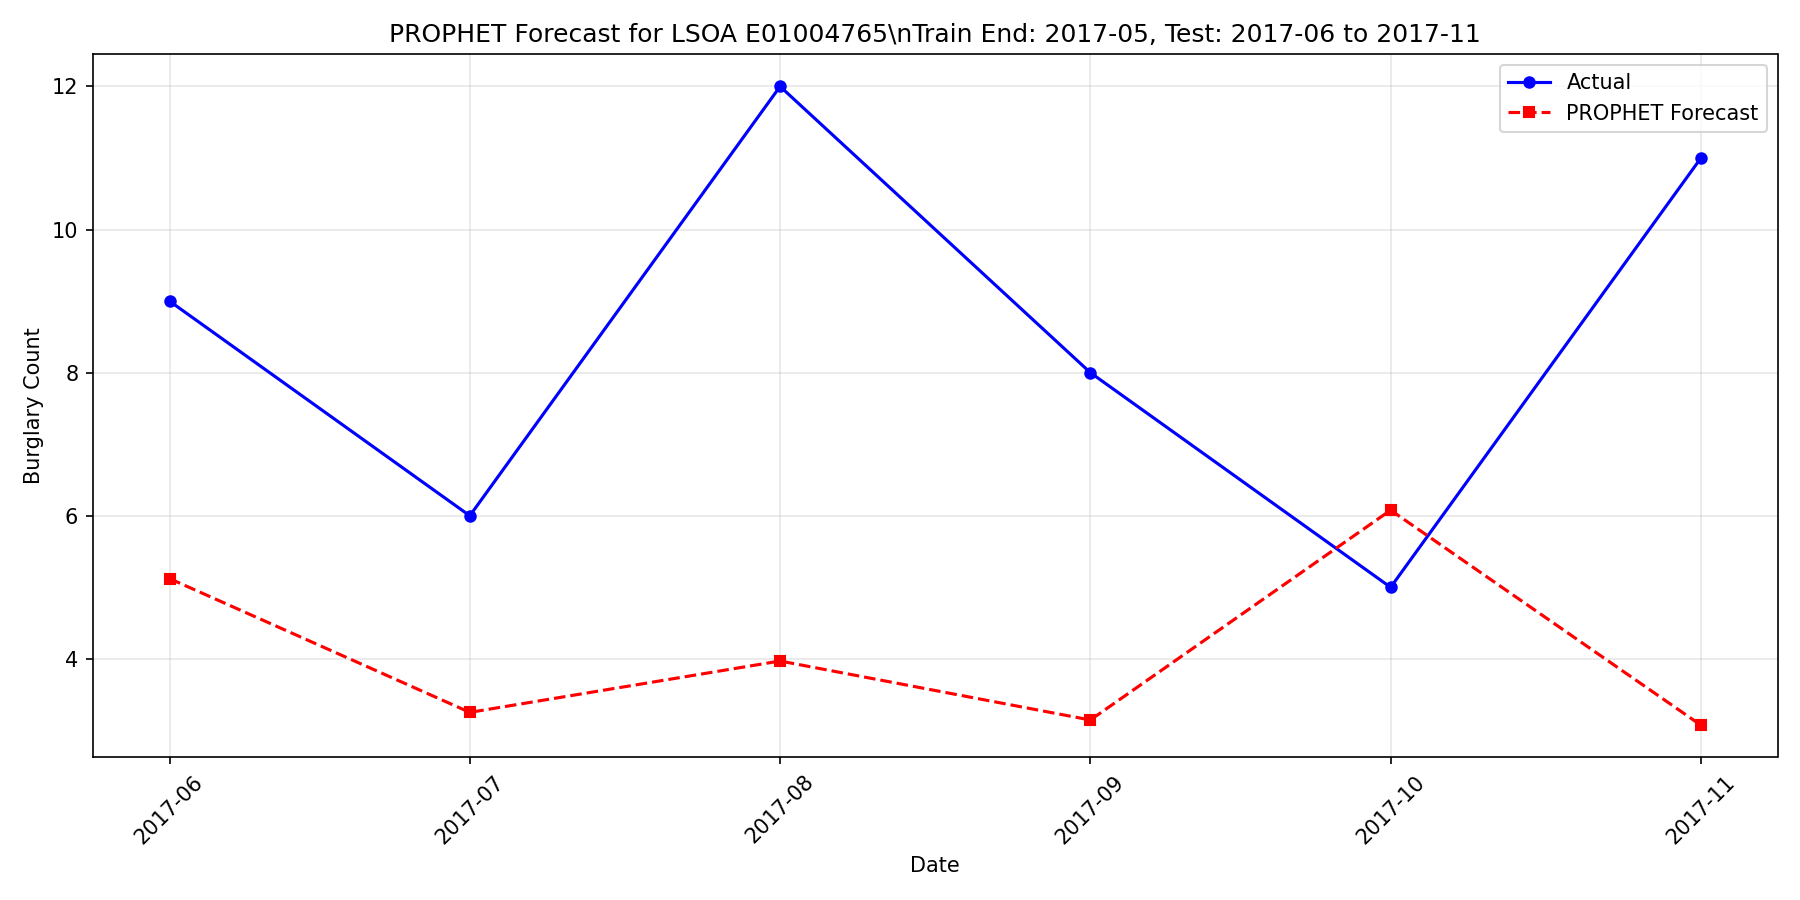 PROPHET Forecast for LSOA E01004765\nTrain End: 2017-05, Test: 2017-06 to 2017-11
Actual
PROPHET Forecast
Burglary Count
12
10
8
6
4
2017-06
2017-07
2017-08
2017-09
2017-10
2017-11
Date